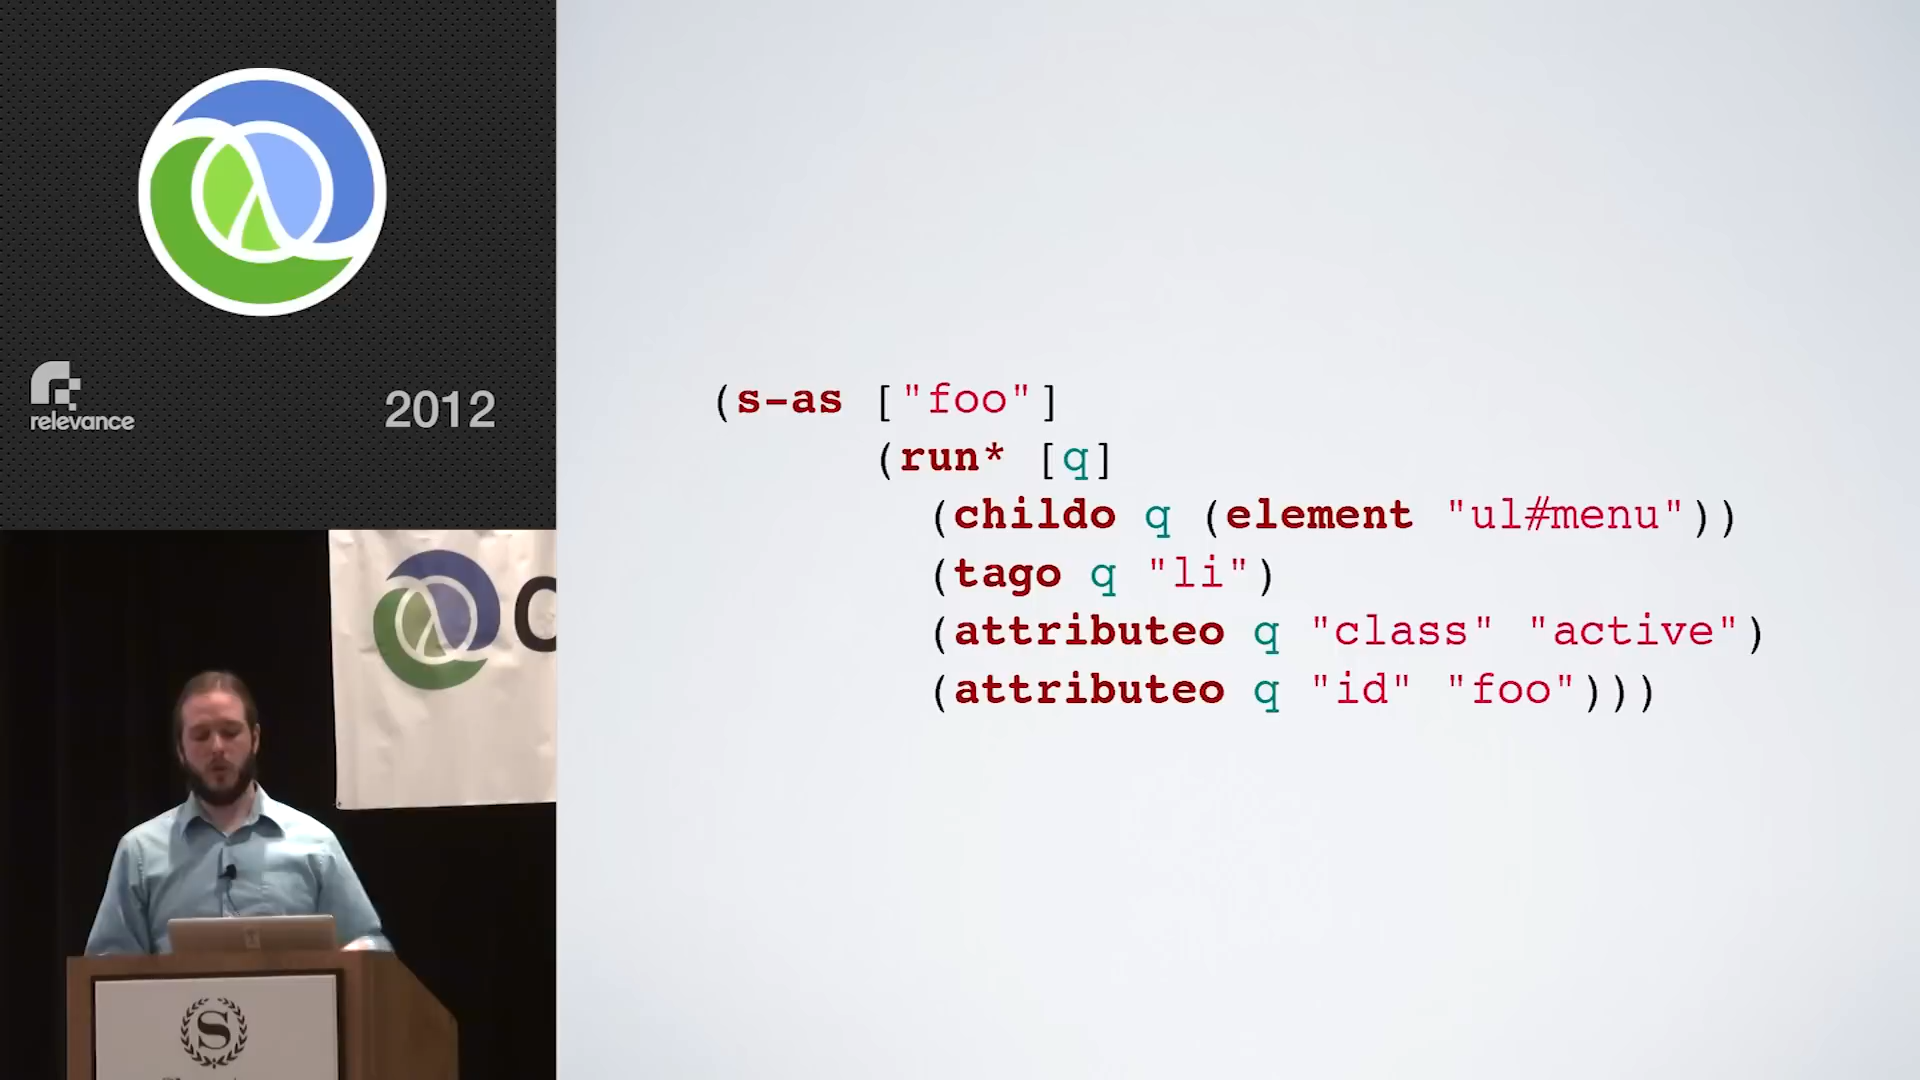 relevance
2012
(s-as ["foo"]
(run* [q]
(childo q (element "ul#menu"))
(tago q "li")
(attributeo q "class" "active")
(attributeo q "id" "foo")))
C
S